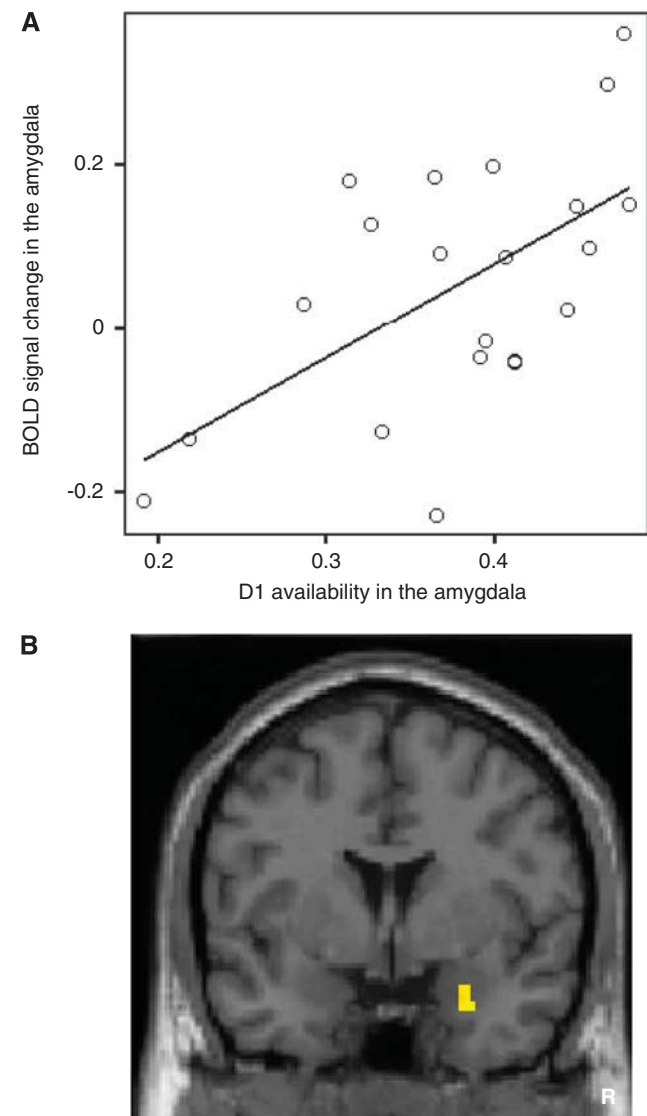 A
BOLD signal change in the amygdala
0.2
0
-0.2
0.2 0.3 0.4
D1 availability in the amygdala
B
R